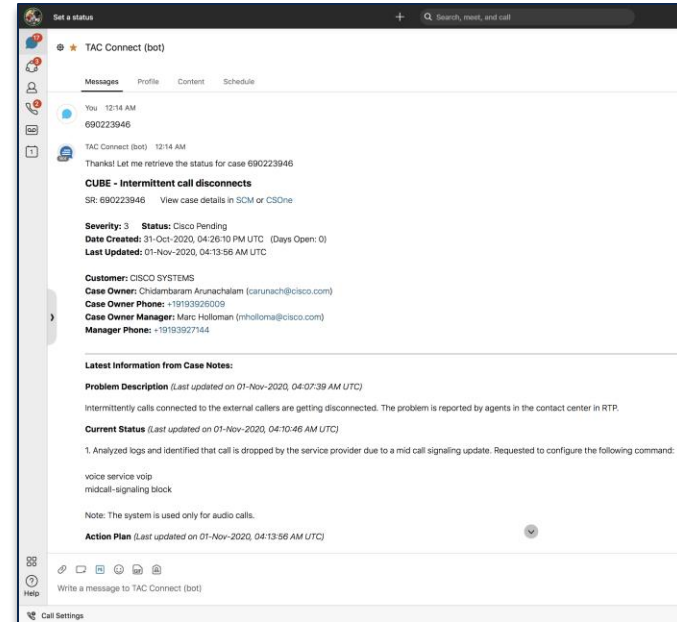 Set a status
Search, meet, and call
17
TAC Connect (bot)
Messages Profile Content Schedule
You 12:14 AM
690223946
TAC Connect (bot) 12:14 AM
Thanks! Let me retrieve the status for case 690223946
CUBE - Intermittent call disconnects
SR: 690223946 View case details in SCM or CSOne
Severity: 3 Status: Cisco Pending
Date Created: 31-Oct-2020, 04:26:10 PM UTC (Days Open: 0)
Last Updated: 01-Nov-2020, 04:13:56 AM UTC
Customer: CISCO SYSTEMS
Case Owner: Chidambaram Arunachalam (carunach@cisco.com)
Case Owner Phone: +19193926009
Case Owner Manager: Marc Holloman (mholloma@cisco.com)
Manager Phone: +19193927144
Latest Information from Case Notes:
Problem Description (Last updated on 01-Nov-2020, 04:07:39 AM UTC)
Intermittently calls connected to the external callers are getting disconnected. The problem is reported by agents in the contact center in RTP.
Current Status (Last updated on 01-Nov-2020, 04:10:46 AM UTC)
1. Analyzed logs and identified that call is dropped by the service provider due to a mid call signaling update. Requested to configure the following command:
voice service voip
midcall-signaling block
Note: The system is used only for audio calls.
Action Plan (Last updated on 01-Nov-2020, 04:13:56 AM UTC)
Write a message to TAC Connect (bot)
Help
Call Settings